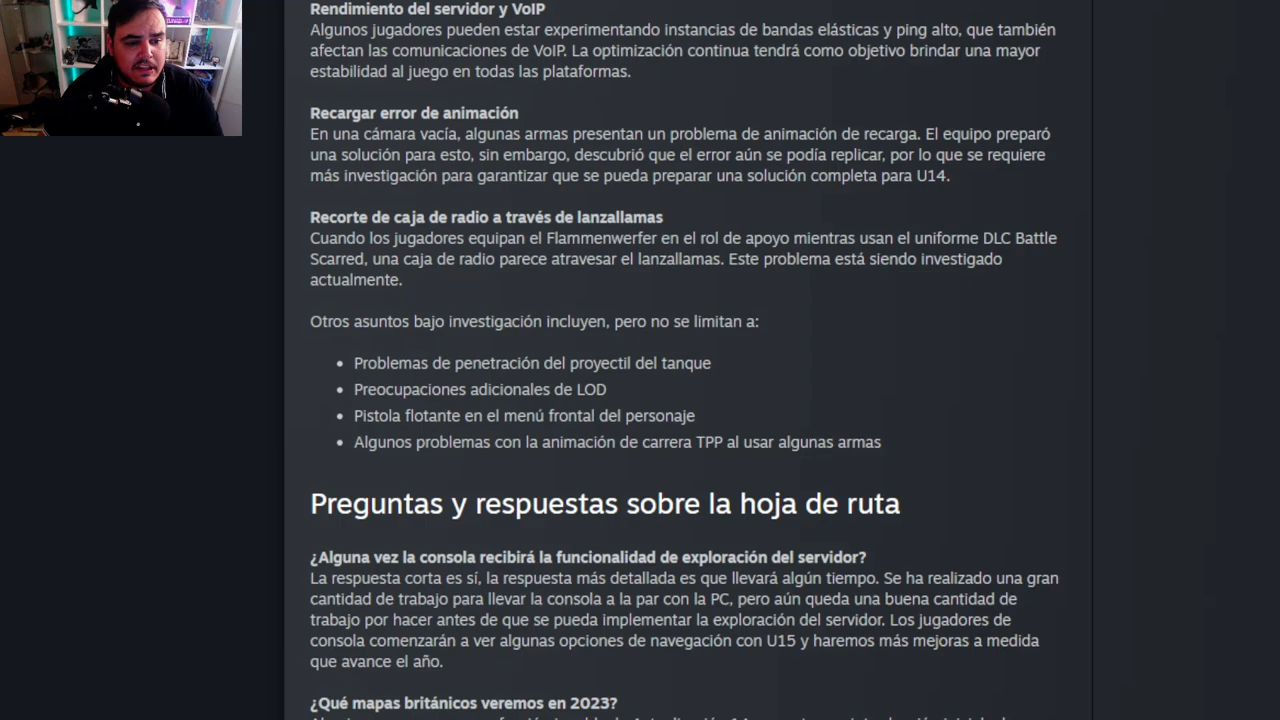 Rendimiento del servidor y VoIP
Algunos jugadores pueden estar experimentando instancias de bandas elásticas y ping alto, que también
afectan las comunicaciones de VoIP. La optimización continua tendrá como objetivo brindar una mayor
estabilidad al juego en todas las plataformas.
Recargar error de animación
En una cámara vacía, algunas armas presentan un problema de animación de recarga. El equipo preparó
una solución para esto, sin embargo, descubrió que el error aún se podía replicar, por lo que se requiere
más investigación para garantizar que se pueda preparar una solución completa para U14.
Recorte de caja de radio a través de lanzallamas
Cuando los jugadores equipan el Flammenwerfer en el rol de apoyo mientras usan el uniforme DLC Battle
Scarred, una caja de radio parece atravesar el lanzallamas. Este problema está siendo investigado
actualmente.
Otros asuntos bajo investigación incluyen, pero no se limitan a:
• Problemas de penetración del proyectil del tanque
• Preocupaciones adicionales de LOD
• Pistola flotante en el menú frontal del personaje
• Algunos problemas con la animación de carrera TPP al usar algunas armas
Preguntas y respuestas sobre la hoja de ruta
¿Alguna vez la consola recibirá la funcionalidad de exploración del servidor?
La respuesta corta es sí, la respuesta más detallada es que llevará algún tiempo. Se ha realizado una gran
cantidad de trabajo para llevar la consola a la par con la PC, pero aún queda una buena cantidad de
trabajo por hacer antes de que se pueda implementar la exploración del servidor. Los jugadores de
consola comenzarán a ver algunas opciones de navegación con U15 y haremos más mejoras a medida
que avance el año.
¿Qué mapas británicos veremos en 2023?